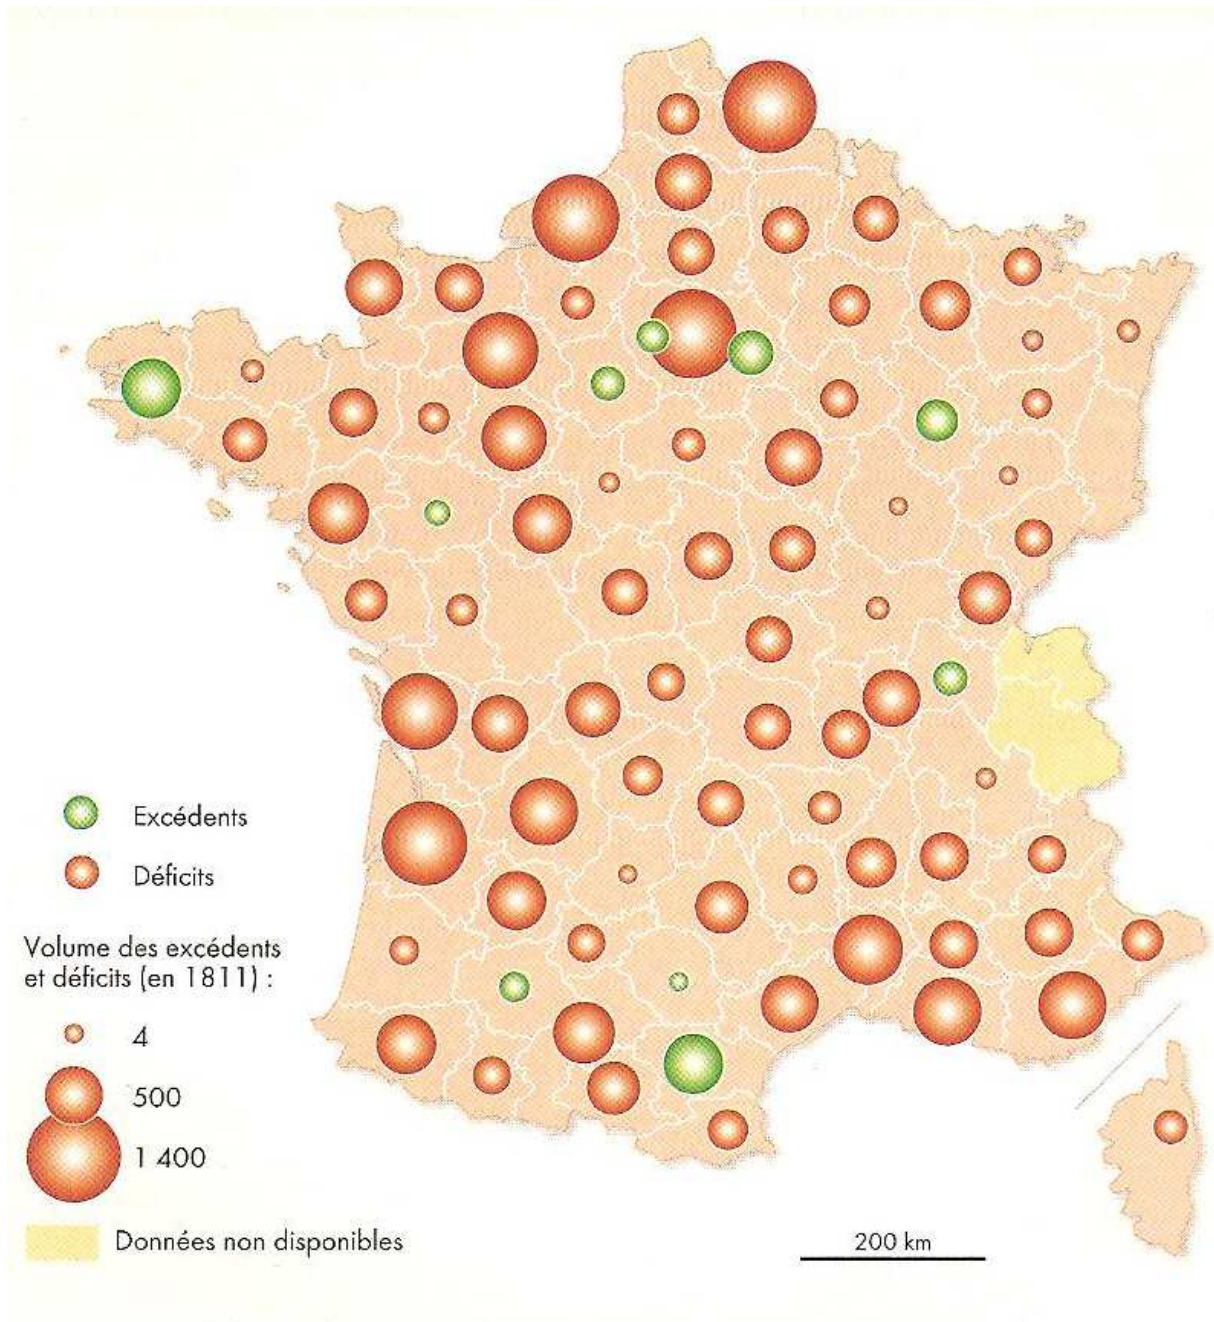 Excédents
Déficits
Volume des excédents
et déficits (en 1811) :
4
500
1 400
Données non disponibles
200 km